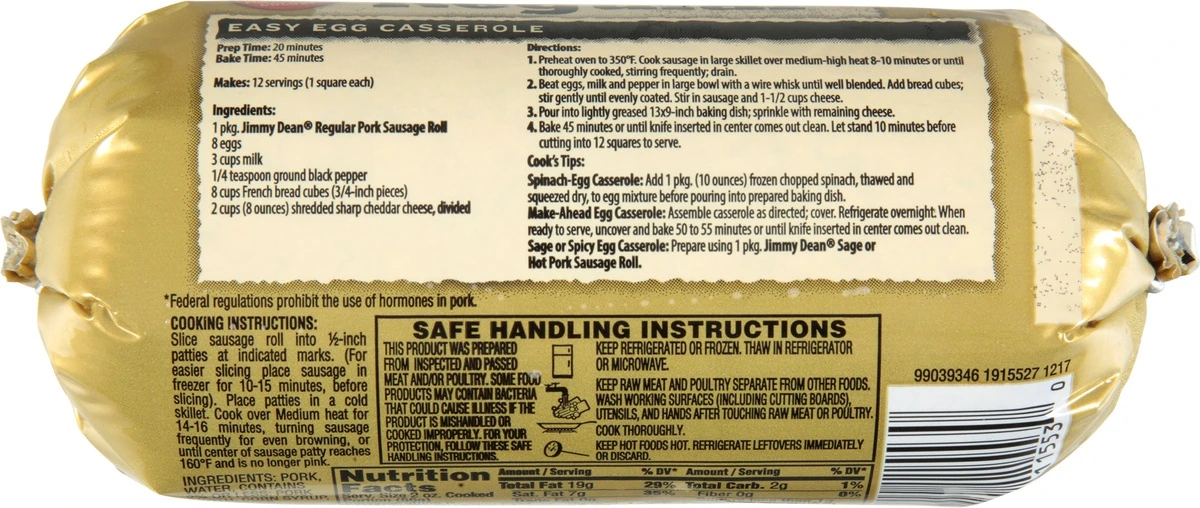 EASY EGG CASSEROLE
Prep Time: 20 minutes
Bake Time: 45 minutes
Makes: 12 servings (1 square each)
Ingredients:
1 pkg. Jimmy Dean® Regular Pork Sausage Roll
8 eggs
3 cups milk
1/4 teaspoon ground black pepper
8 cups French bread cubes (3/4-inch pieces)
2 cups (8 ounces) shredded sharp cheddar cheese, divided
Directions:
1. Preheat oven to 350°F. Cook sausage in large skillet over medium-high heat 8-10 minutes or until
thoroughly cooked, stirring frequently; drain.
2. Beat eggs, milk and pepper in large bowl with a wire whisk until well blended. Add bread cubes;
stir gently until evenly coated. Stir in sausage and 1-1/2 cups cheese.
3. Pour into lightly greased 13x9-inch baking dish; sprinkle with remaining cheese.
4. Bake 45 minutes or until knife inserted in center comes out clean. Let stand 10 minutes before
cutting into 12 squares to serve.
Cook's Tips:
Spinach-Egg Casserole: Add 1 pkg. (10 ounces) frozen chopped spinach, thawed and
squeezed dry, to egg mixture before pouring into prepared baking dish.
Make-Ahead Egg Casserole: Assemble casserole as directed; cover. Refrigerate overnight. When
ready to serve, uncover and bake 50 to 55 minutes or until knife inserted in center comes out clean.
Sage or Spicy Egg Casserole: Prepare using 1 pkg. Jimmy Dean® Sage or
Hot Pork Sausage Roll.
*Federal regulations prohibit the use of hormones in pork.
COOKING INSTRUCTIONS:
Slice sausage roll into ½-inch
patties at indicated marks. (For
easier slicing place sausage in
freezer for 10-15 minutes, before
slicing). Place patties in a cold
skillet. Cook over Medium heat for
14-16 minutes, turning sausage
frequently for even browning, or
until center of sausage patty reaches
160°F and is no longer pink.
INGREDIENTS: PORK,
WATER, CONTAINS
SAFE HANDLING INSTRUCTIONS
THIS PRODUCT WAS PREPARED
FROM INSPECTED AND PASSED
MEAT AND/OR POULTRY. SOME FOOD
PRODUCTS MAY CONTAIN BACTERIA
THAT COULD CAUSE ILLNESS IF THE
PRODUCT IS MISHANDLED OR
COOKED IMPROPERLY. FOR YOUR
PROTECTION, FOLLOW THESE SAFE
HANDLING INSTRUCTIONS.
KEEP REFRIGERATED OR FROZEN. THAW IN REFRIGERATOR
OR MICROWAVE.
KEEP RAW MEAT AND POULTRY SEPARATE FROM OTHER FOODS.
WASH WORKING SURFACES (INCLUDING CUTTING BOARDS),
UTENSILS, AND HANDS AFTER TOUCHING RAW MEAT OR POULTRY.
COOK THOROUGHLY.
KEEP HOT FOODS HOT. REFRIGERATE LEFTOVERS IMMEDIATELY
OR DISCARD.
Nutrition
Facts
Serv. Size 2 oz. Cooked
Amount / Serving % DV* Amount / Serving % DV*
Total Fat 19g 29% Total Carb. 2g 1%
Sat. Fat 7g 35% Fiber 0g 0%
99039346 1915527 1217